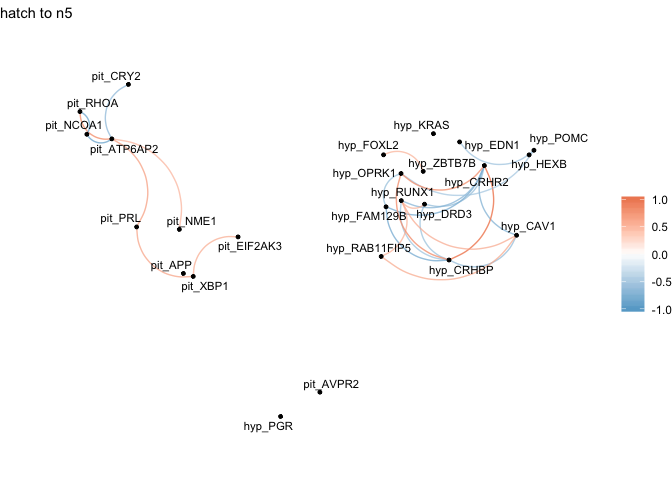 hatch to n5
pit_CRY2
pit_RHOA
pit_NCOA1
pit_ATP6AP2
hyp_KRAS
hyp_FOXL2
hyp_EDN1
hyp_POMC
hyp_ZBTB7B
hyp_HEXB
hyp_OPRK1
hyp_CRHR2
hyp_RUNX1
hyp_FAM129B
hyp_DRD3
hyp_CAV1
hyp_RAB11FIP5
hyp_CRHBP
pit_PRL
pit_NME1
pit_EIF2AK3
pit_APP
pit_XBP1
1.0
0.5
0.0
-0.5
-1.0
pit_AVPR2
hyp_PGR